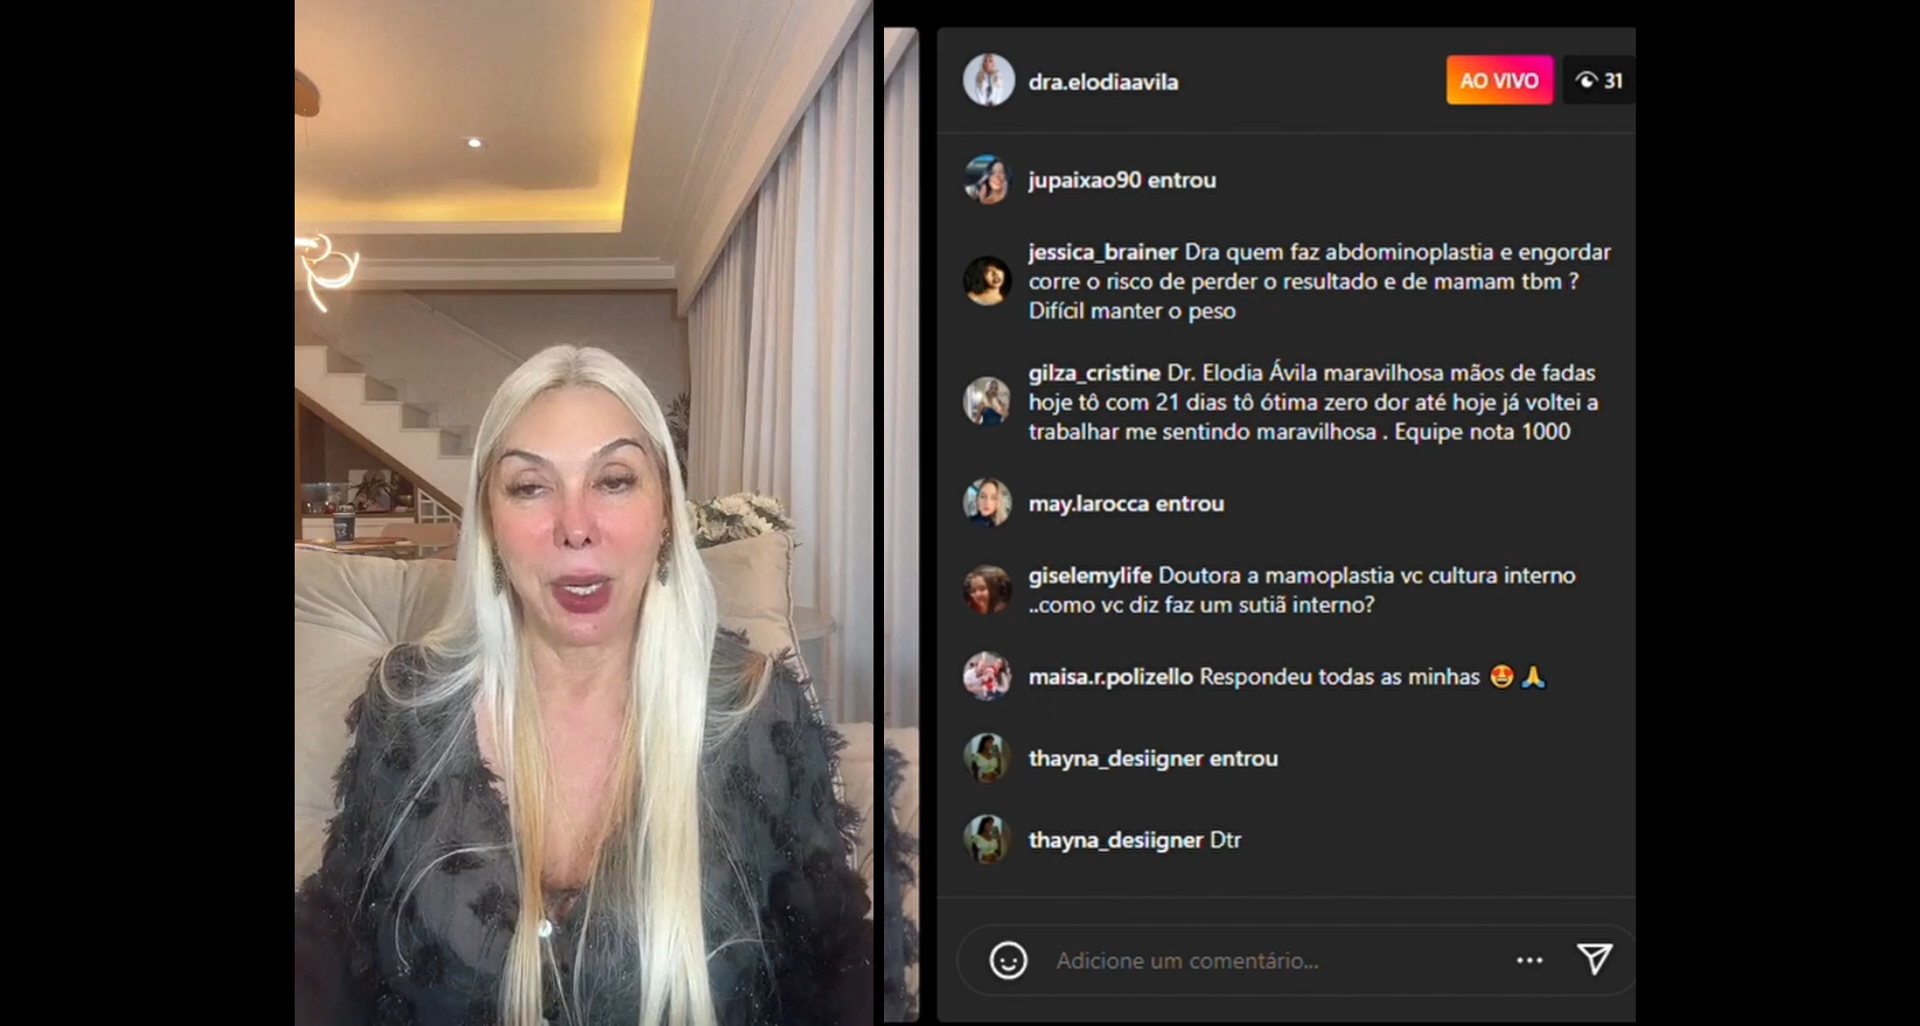 dra.elodiaavila
AO VIVO
31
jupaixao90 entrou
jessica_brainer Dra quem faz abdominoplastia e engordar
corre o risco de perder o resultado e de mamam tbm ?
Difícil manter o peso
gilza_cristine Dr. Elodia Ávila maravilhosa mãos de fadas
hoje tô com 21 dias tô ótima zero dor até hoje já voltei a
trabalhar me sentindo maravilhosa . Equipe nota 1000
may.larocca entrou
giselemylife Doutora a mamoplastia vc cultura interno
..como vc diz faz um sutiã interno?
maisa.r.polizello Respondeu todas as minhas 😍 🙏
thayna_desiigner entrou
thayna_desiigner Dtr
Adicione um comentário...